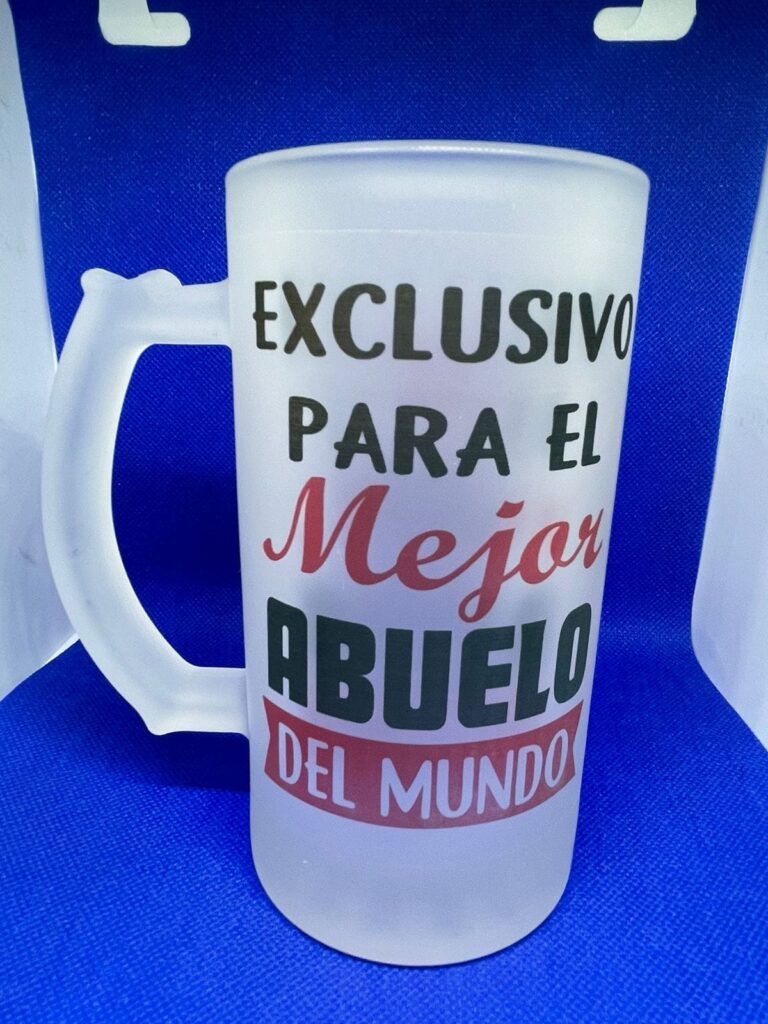 EXCLUSIVO
PARA EL
Mejor
ABUELO
DEL MUNDO